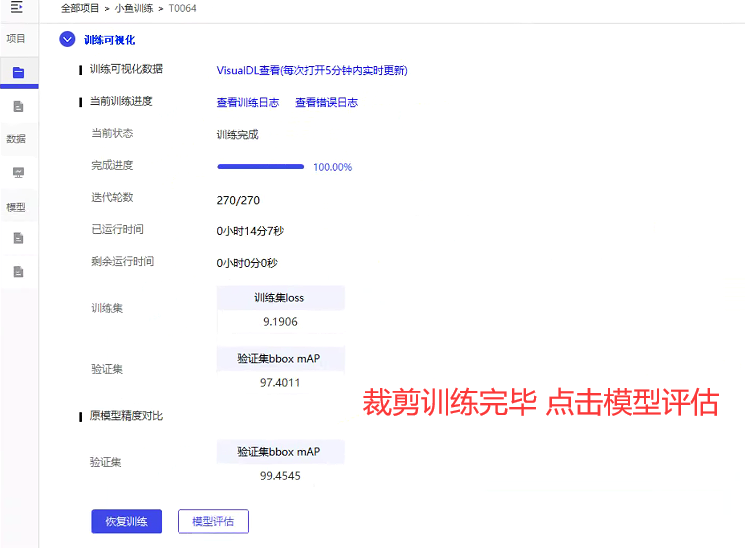 全部项目 > 小鱼训练 > T0064
项目
训练可视化
训练可视化数据 VisualDL查看(每次打开5分钟内实时更新)
当前训练进度 查看训练日志 查看错误日志
当前状态 训练完成
数据
完成进度 100.00%
迭代轮数 270/270
模型
已运行时间 0小时14分7秒
剩余运行时间 0小时0分0秒
训练集loss
训练集
9.1906
验证集bbox mAP
验证集
97.4011
裁剪训练完毕 点击模型评估
原模型精度对比
验证集bbox mAP
验证集
99.4545
恢复训练 模型评估